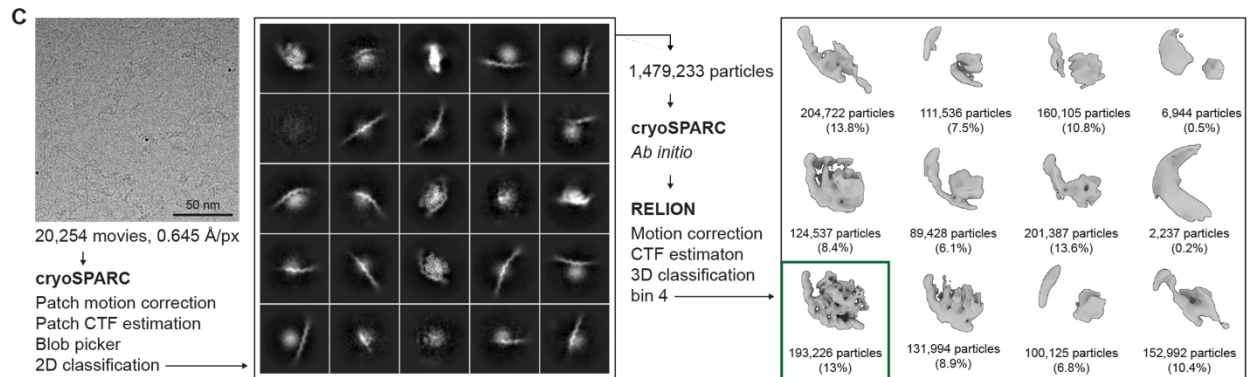 C
50 nm
20,254 movies, 0.645 Å/px
cryoSPARC
Patch motion correction
Patch CTF estimation
Blob picker
2D classification
1,479,233 particles
cryoSPARC
Ab initio
RELION
Motion correction
CTF estimaton
3D classification
bin 4
204,722 particles
(13.8%)
111,536 particles
(7.5%)
160,105 particles
(10.8%)
6,944 particles
(0.5%)
124,537 particles
(8.4%)
89,428 particles
(6.1%)
201,387 particles
(13.6%)
2,237 particles
(0.2%)
193,226 particles
(13%)
131,994 particles
(8.9%)
100,125 particles
(6.8%)
152,992 particles
(10.4%)